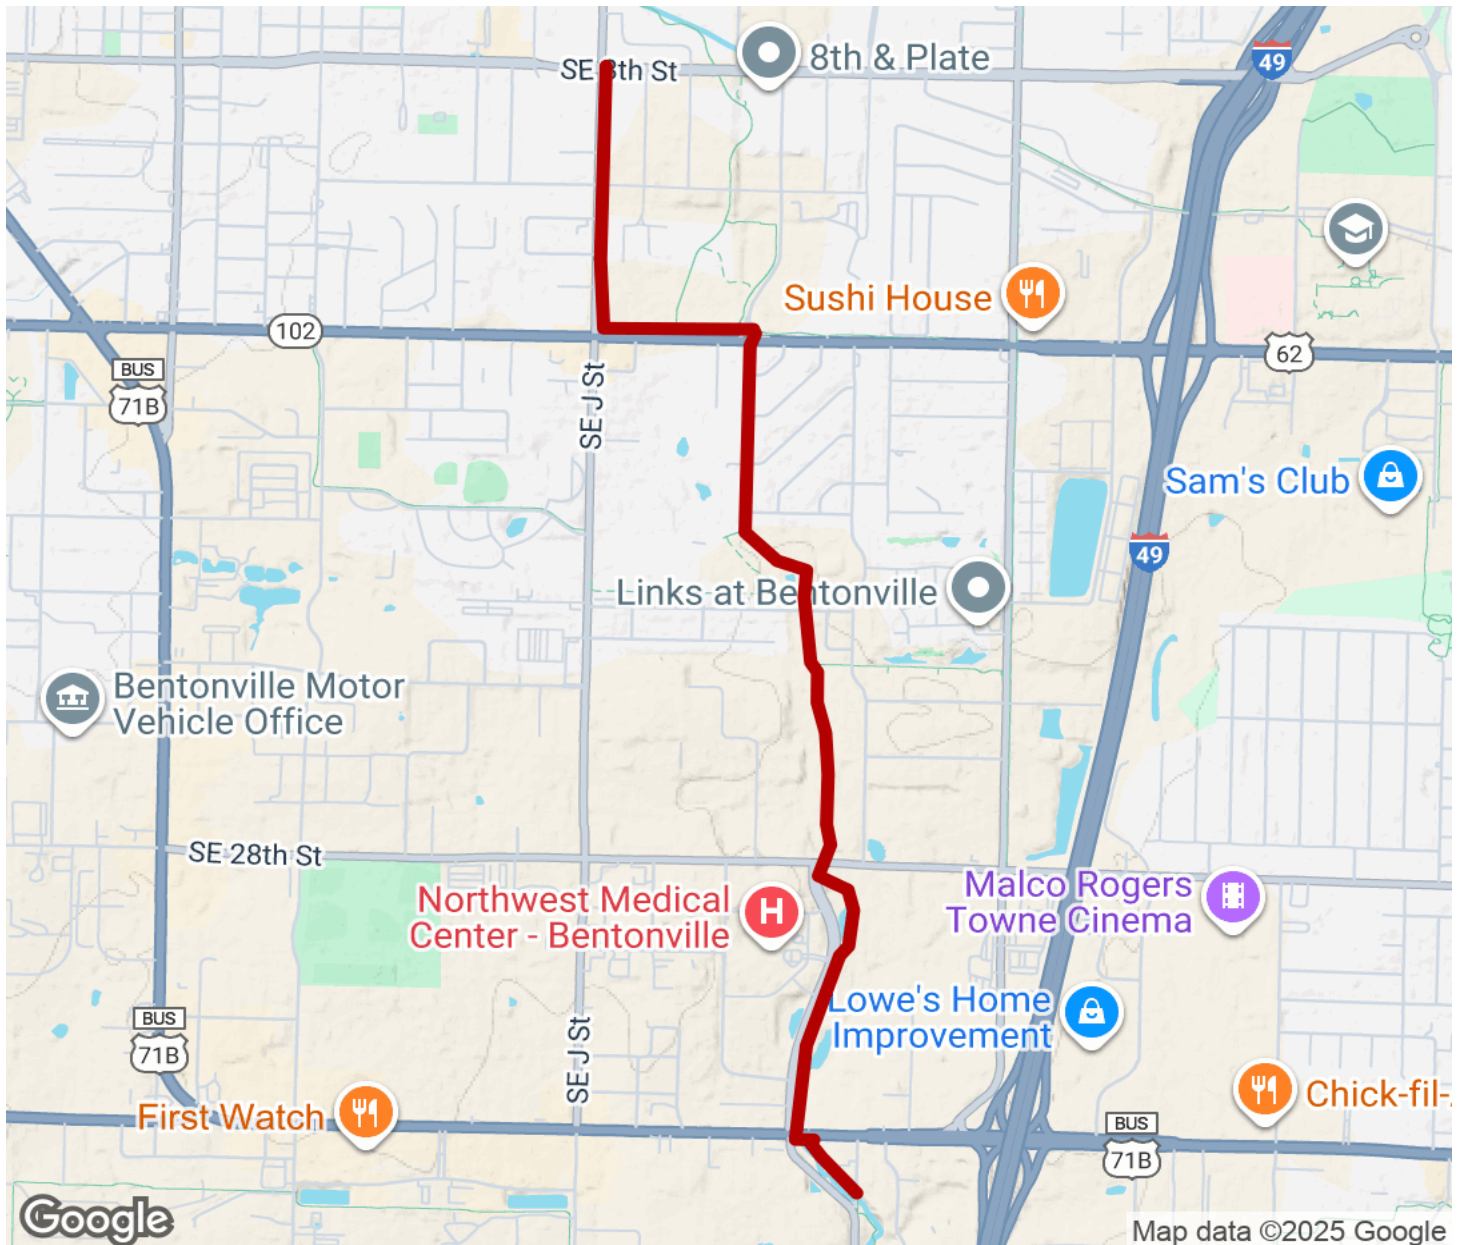 SE 8th St
8th & Plate
49
Sushi House
102
62
BUS
71B
SE J St
Sam's Club
49
Links at Bentonville
Bentonville Motor
Vehicle Office
SE 28th St
Northwest Medical
Center - Bentonville
H
Malco Rogers
Towne Cinema
Lowe's Home
Improvement
BUS
71B
SE J St
First Watch
Chick-fil-
BUS
71B
Google
Map data ©2025 Google